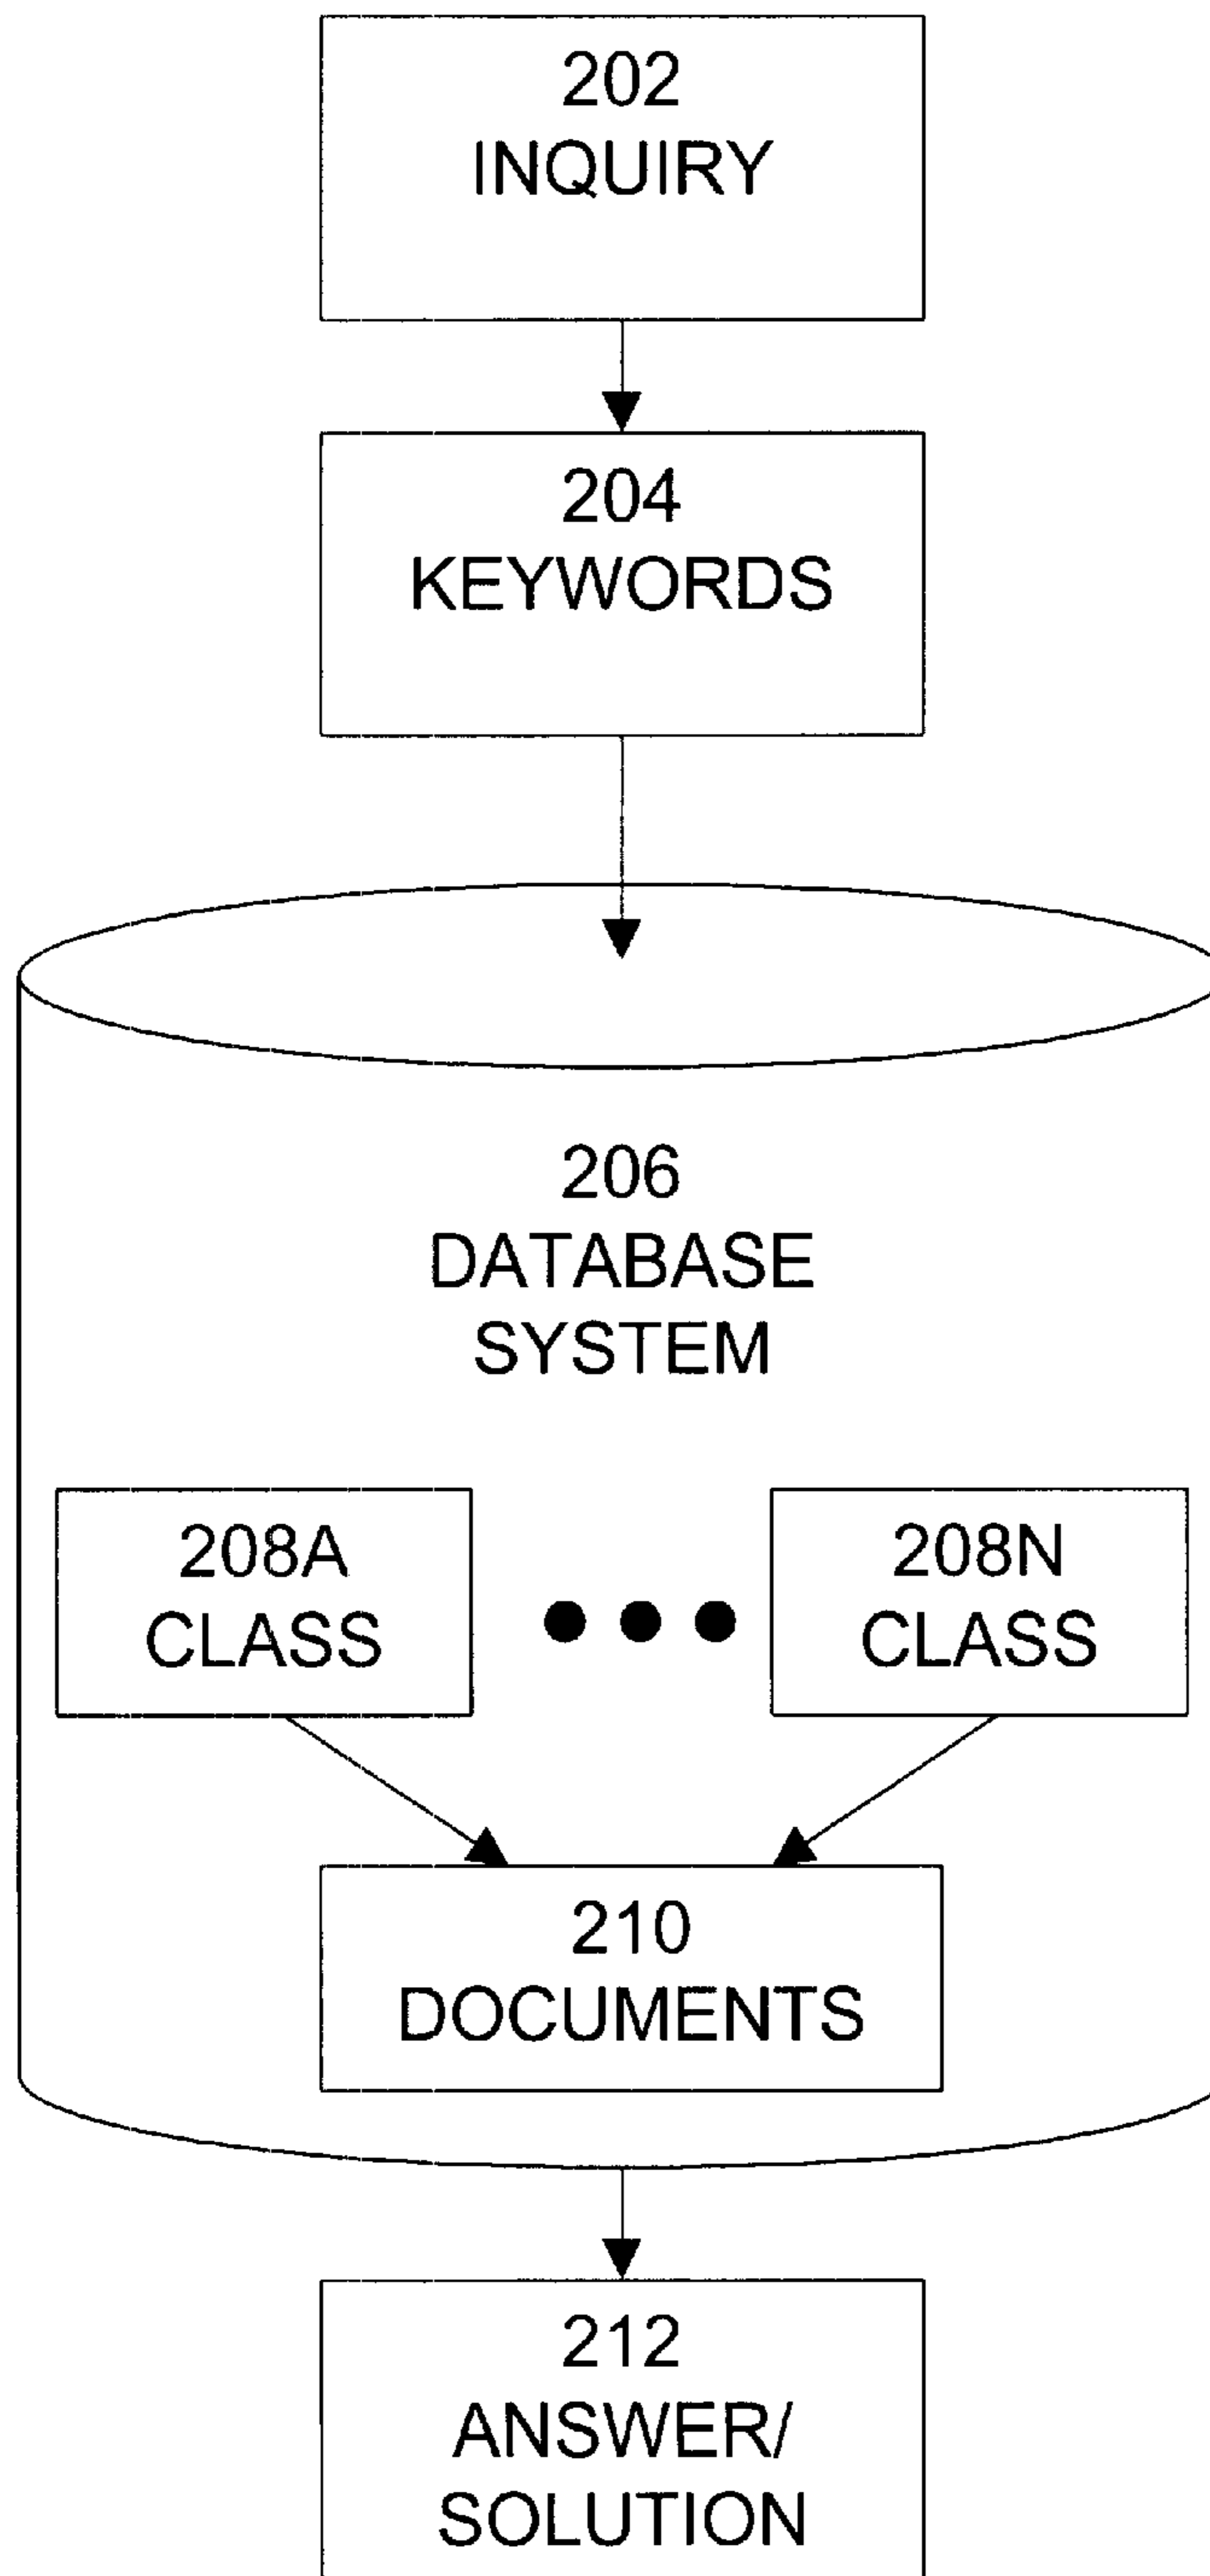 202
INQUIRY
204
KEYWORDS
206
DATABASE
SYSTEM
208A
CLASS
208N
CLASS
210
DOCUMENTS
212
ANSWER/
SOLUTION